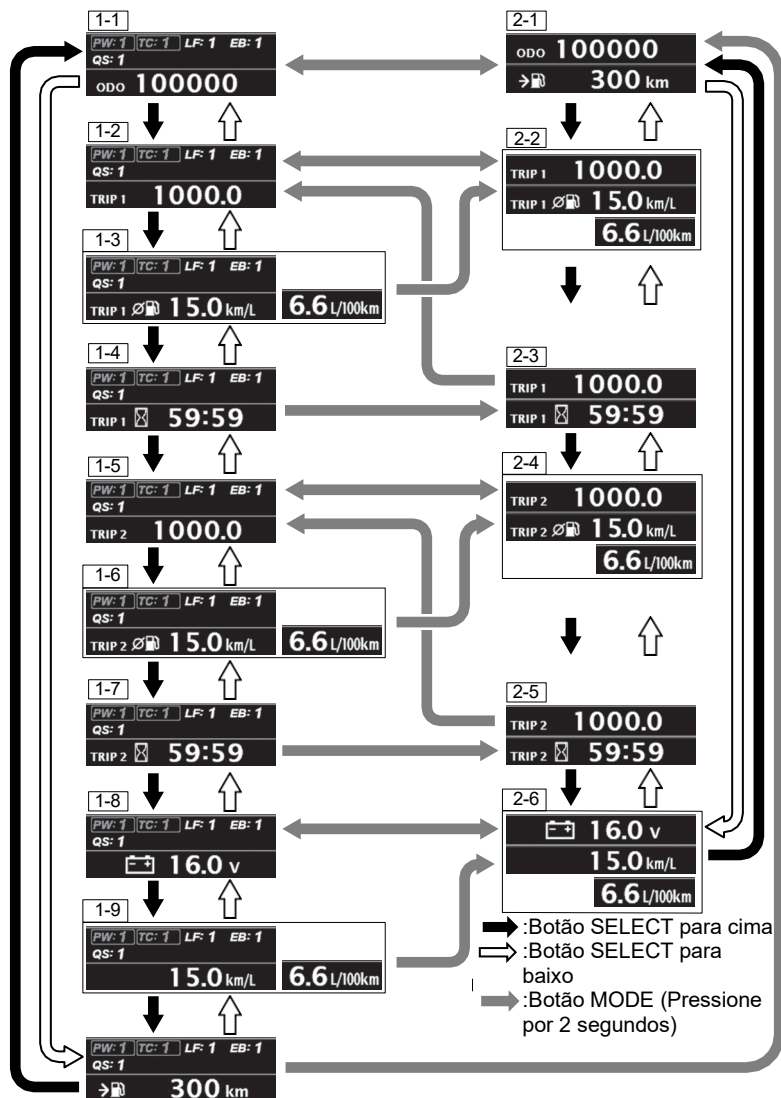 1-1
PW: 1 TC: 1 LF: 1 EB: 1
QS: 1
ODO 100000
1-2
PW: 1 TC: 1 LF: 1 EB: 1
QS: 1
TRIP 1 1000.0
1-3
PW: 1 TC: 1 LF: 1 EB: 1
QS: 1
TRIP 1 Ø 15.0 km/L 6.6 L/100km
1-4
PW: 1 TC: 1 LF: 1 EB: 1
QS: 1
TRIP 1 59:59
1-5
PW: 1 TC: 1 LF: 1 EB: 1
QS: 1
TRIP 2 1000.0
1-6
PW: 1 TC: 1 LF: 1 EB: 1
QS: 1
TRIP 2 Ø 15.0 km/L 6.6 L/100km
1-7
PW: 1 TC: 1 LF: 1 EB: 1
QS: 1
TRIP 2 59:59
1-8
PW: 1 TC: 1 LF: 1 EB: 1
QS: 1
16.0 V
1-9
PW: 1 TC: 1 LF: 1 EB: 1
QS: 1
15.0 km/L 6.6 L/100km
PW: 1 TC: 1 LF: 1 EB: 1
QS: 1
300 km
2-1
ODO 100000
300 km
2-2
TRIP 1 1000.0
TRIP 1 Ø 15.0 km/L
6.6 L/100km
2-3
TRIP 1 1000.0
TRIP 1 59:59
2-4
TRIP 2 1000.0
TRIP 2 Ø 15.0 km/L
6.6 L/100km
2-5
TRIP 2 1000.0
TRIP 2 59:59
2-6
16.0 V
15.0 km/L
6.6 L/100km
:Botão SELECT para cima
:Botão SELECT para
baixo
:Botão MODE (Pressione
por 2 segundos)